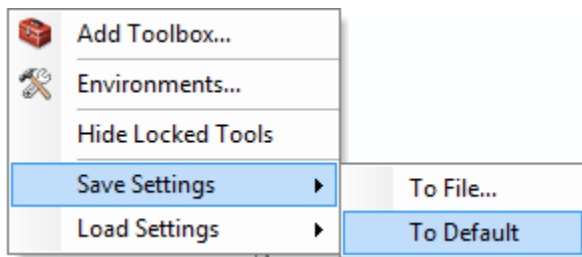 Add Toolbox...
Environments...
Hide Locked Tools
Save Settings
To File...
Load Settings
To Default